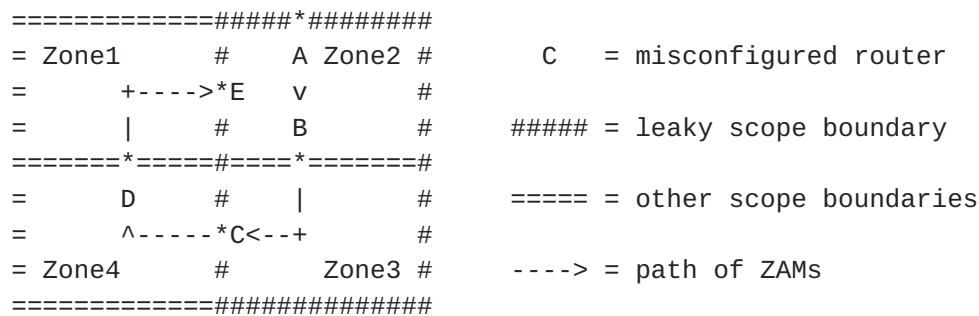 =============#####*########
= Zone1      #    A Zone2 #       C   = misconfigured router
=      +---->*E   v       #
=      |     #    B       #     ##### = leaky scope boundary
=======*=====#====*=======#
=      D     #    |       #     ===== = other scope boundaries
=      ^-----*C<--+       #
= Zone4      #      Zone3 #     ----> = path of ZAMs
=============##############